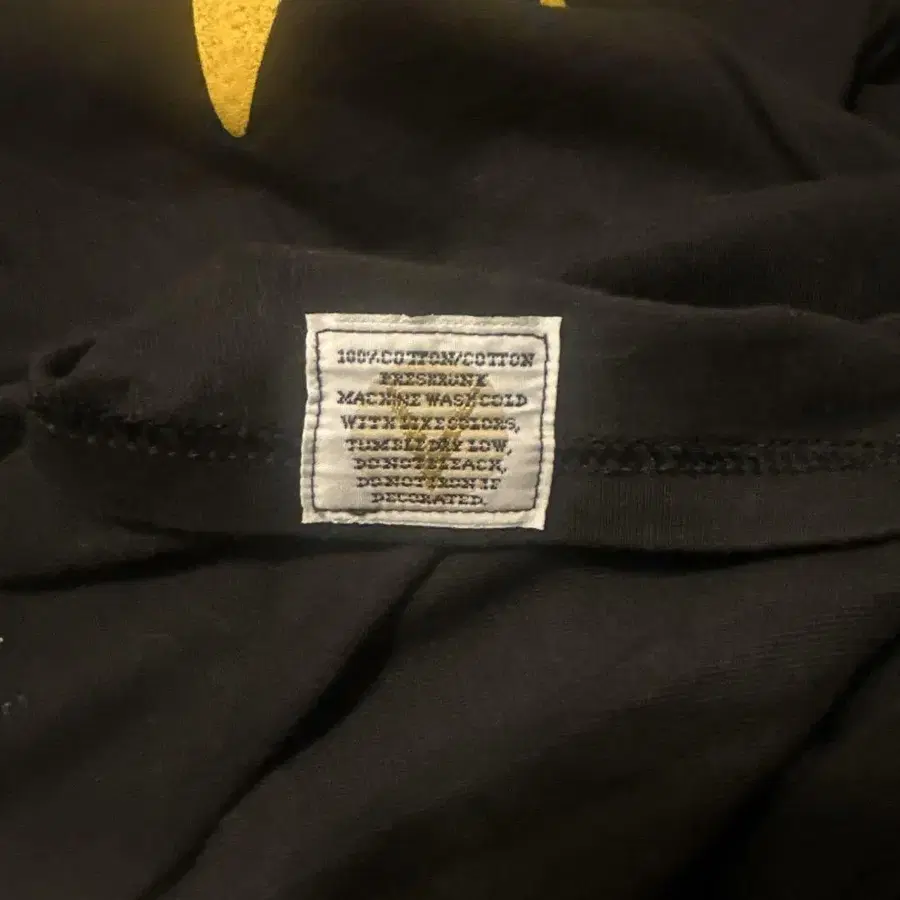 100% COTTON/COTTON
PRESHRUNK
MACHINE WASH COLD
WITH LIKE COLORS,
TUMBLE DRY LOW,
DO NOT BLEACH,
DO NOT IRON IF
DECORATED.